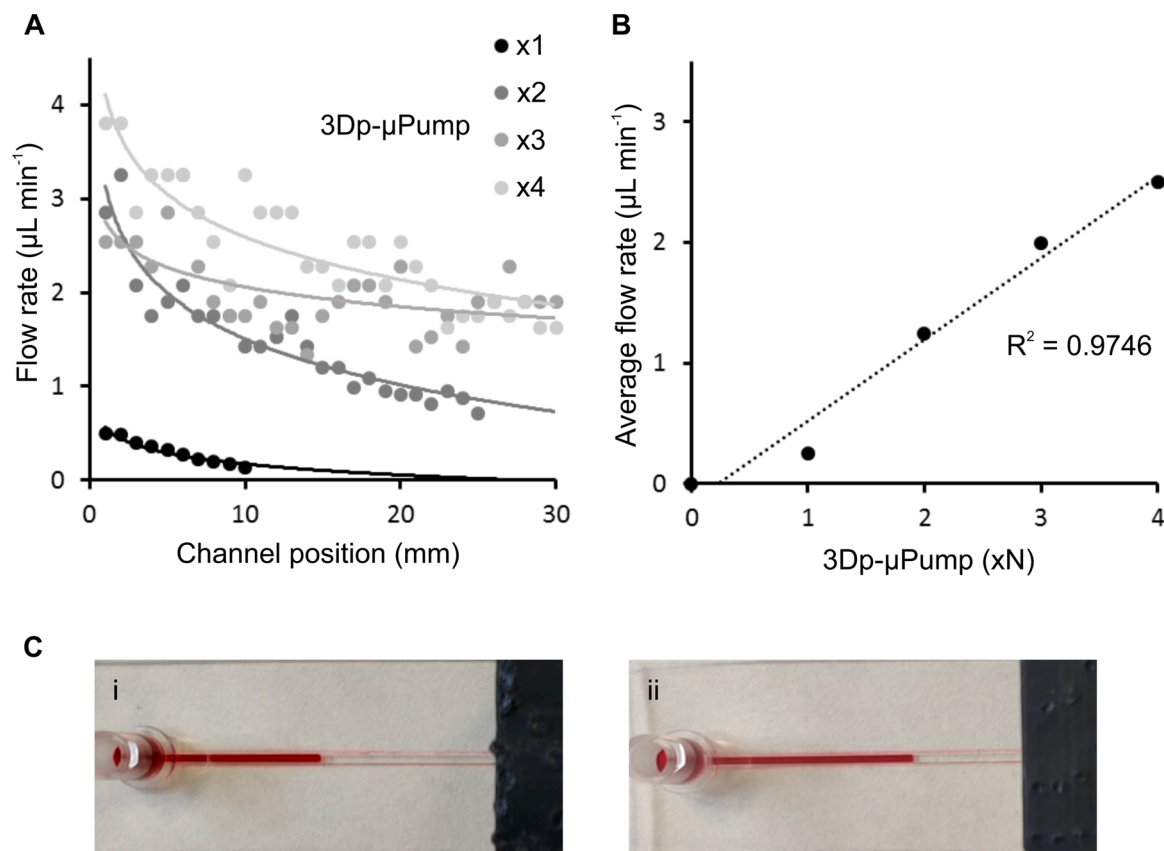 A
x1
x2
x3
x4
3Dp-µPump
4
3
2
1
0
0 10 20 30
Flow rate (µL min⁻¹)
Channel position (mm)
B
3
2
1
0
0 1 2 3 4
Average flow rate (µL min⁻¹)
R² = 0.9746
3Dp-µPump (xN)
C
i
ii